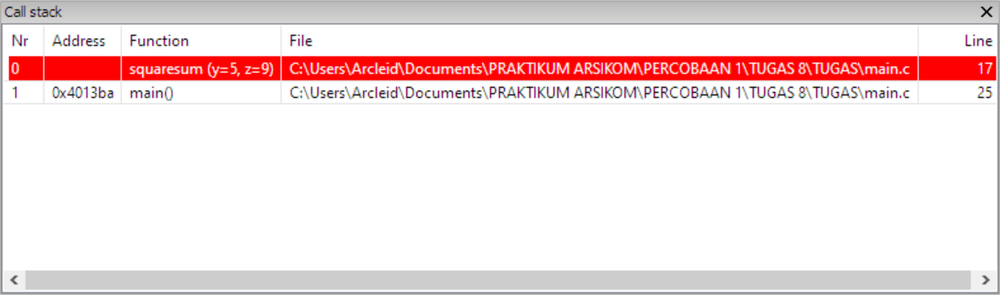 Call stack
Nr Address Function File Line
0 squaresum (y=5, z=9) C:\Users\Arcleid\Documents\PRAKTIKUM ARSIKOM\PERCOBAAN 1\TUGAS 8\TUGAS\main.c 17
1 0x4013ba main() C:\Users\Arcleid\Documents\PRAKTIKUM ARSIKOM\PERCOBAAN 1\TUGAS 8\TUGAS\main.c 25